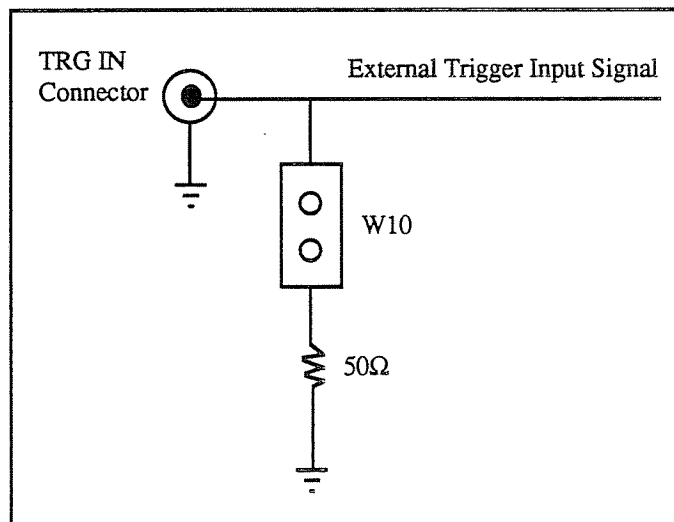 TRG IN
Connector
External Trigger Input Signal
W10
50Ω